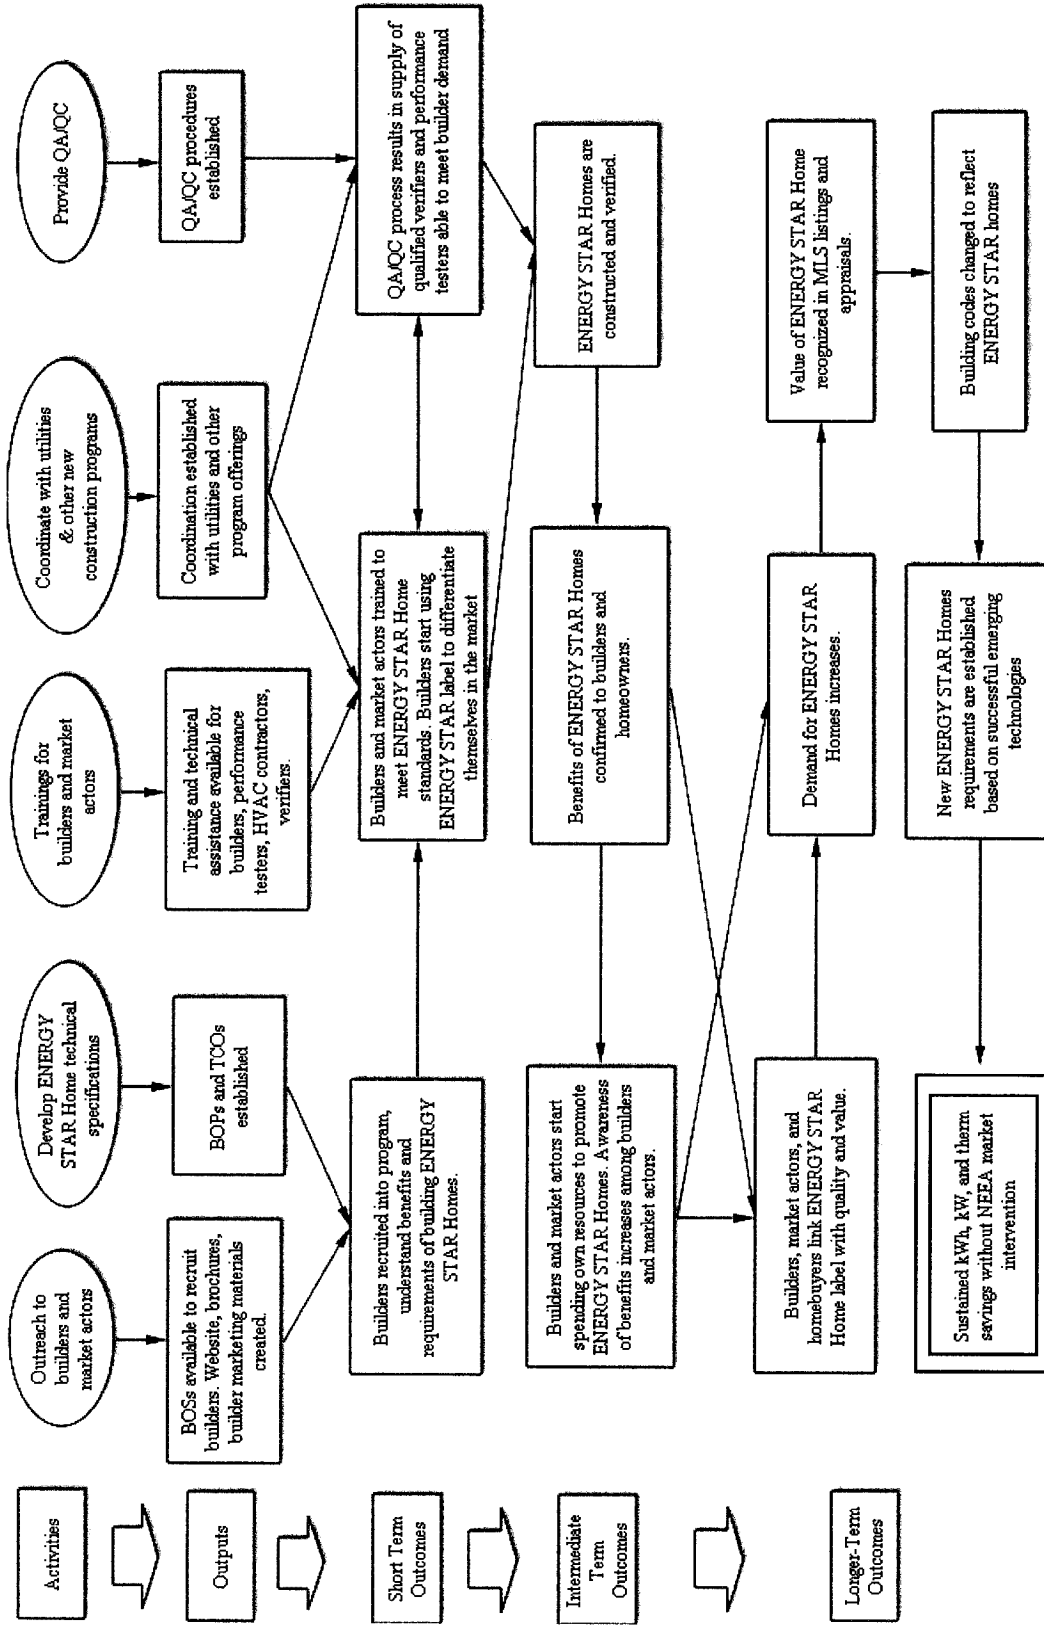 Activities
Outreach to
builders and
market actors
Develop ENERGY
STAR Home technical
specifications
Trainings for
builders and market
actors
Coordinate with utilities
& other new
construction programs
Provide QA/QC
Outputs
BOSs available to recruit
builders. Website, brochures,
builder marketing materials
created.
BOPs and TCOs
established
Training and technical
assistance available for
builders, performance
testers, HVAC contractors,
verifiers.
Coordination established
with utilities and other
program offerings
QA/QC procedures
established
Short Term
Outcomes
Builders recruited into program,
understand benefits and
requirements of building ENERGY
STAR Homes.
Builders and market actors trained to
meet ENERGY STAR Home
standards. Builders start using
ENERGY STAR label to differentiate
themselves in the market
QA/QC process results in supply of
qualified verifiers and performance
testers able to meet builder demand
Intermediate
Term
Outcomes
Builders and market actors start
spending own resources to promote
ENERGY STAR Homes. Awareness
of benefits increases among builders
and market actors.
Benefits of ENERGY STAR Homes
confirmed to builders and
homeowners.
ENERGY STAR Homes are
constructed and verified.
Longer-Term
Outcomes
Builders, market actors, and
homebuyers link ENERGY STAR
Home label with quality and value.
Demand for ENERGY STAR
Homes increases.
Value of ENERGY STAR Home
recognized in MLS listings and
appraisals.
Sustained kWh, kW, and therm
savings without NEEA market
intervention
New ENERGY STAR Homes
requirements are established
based on successful emerging
technologies
Building codes changed to reflect
ENERGY STAR homes